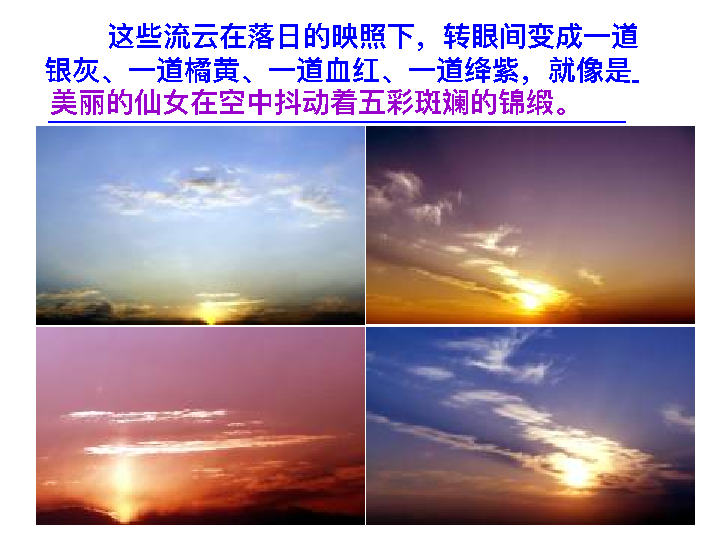 这些流云在落日的映照下，转眼间变成一道
银灰、一道橘黄、一道血红、一道绛紫，就像是
美丽的仙女在空中抖动着五彩斑斓的锦缎。